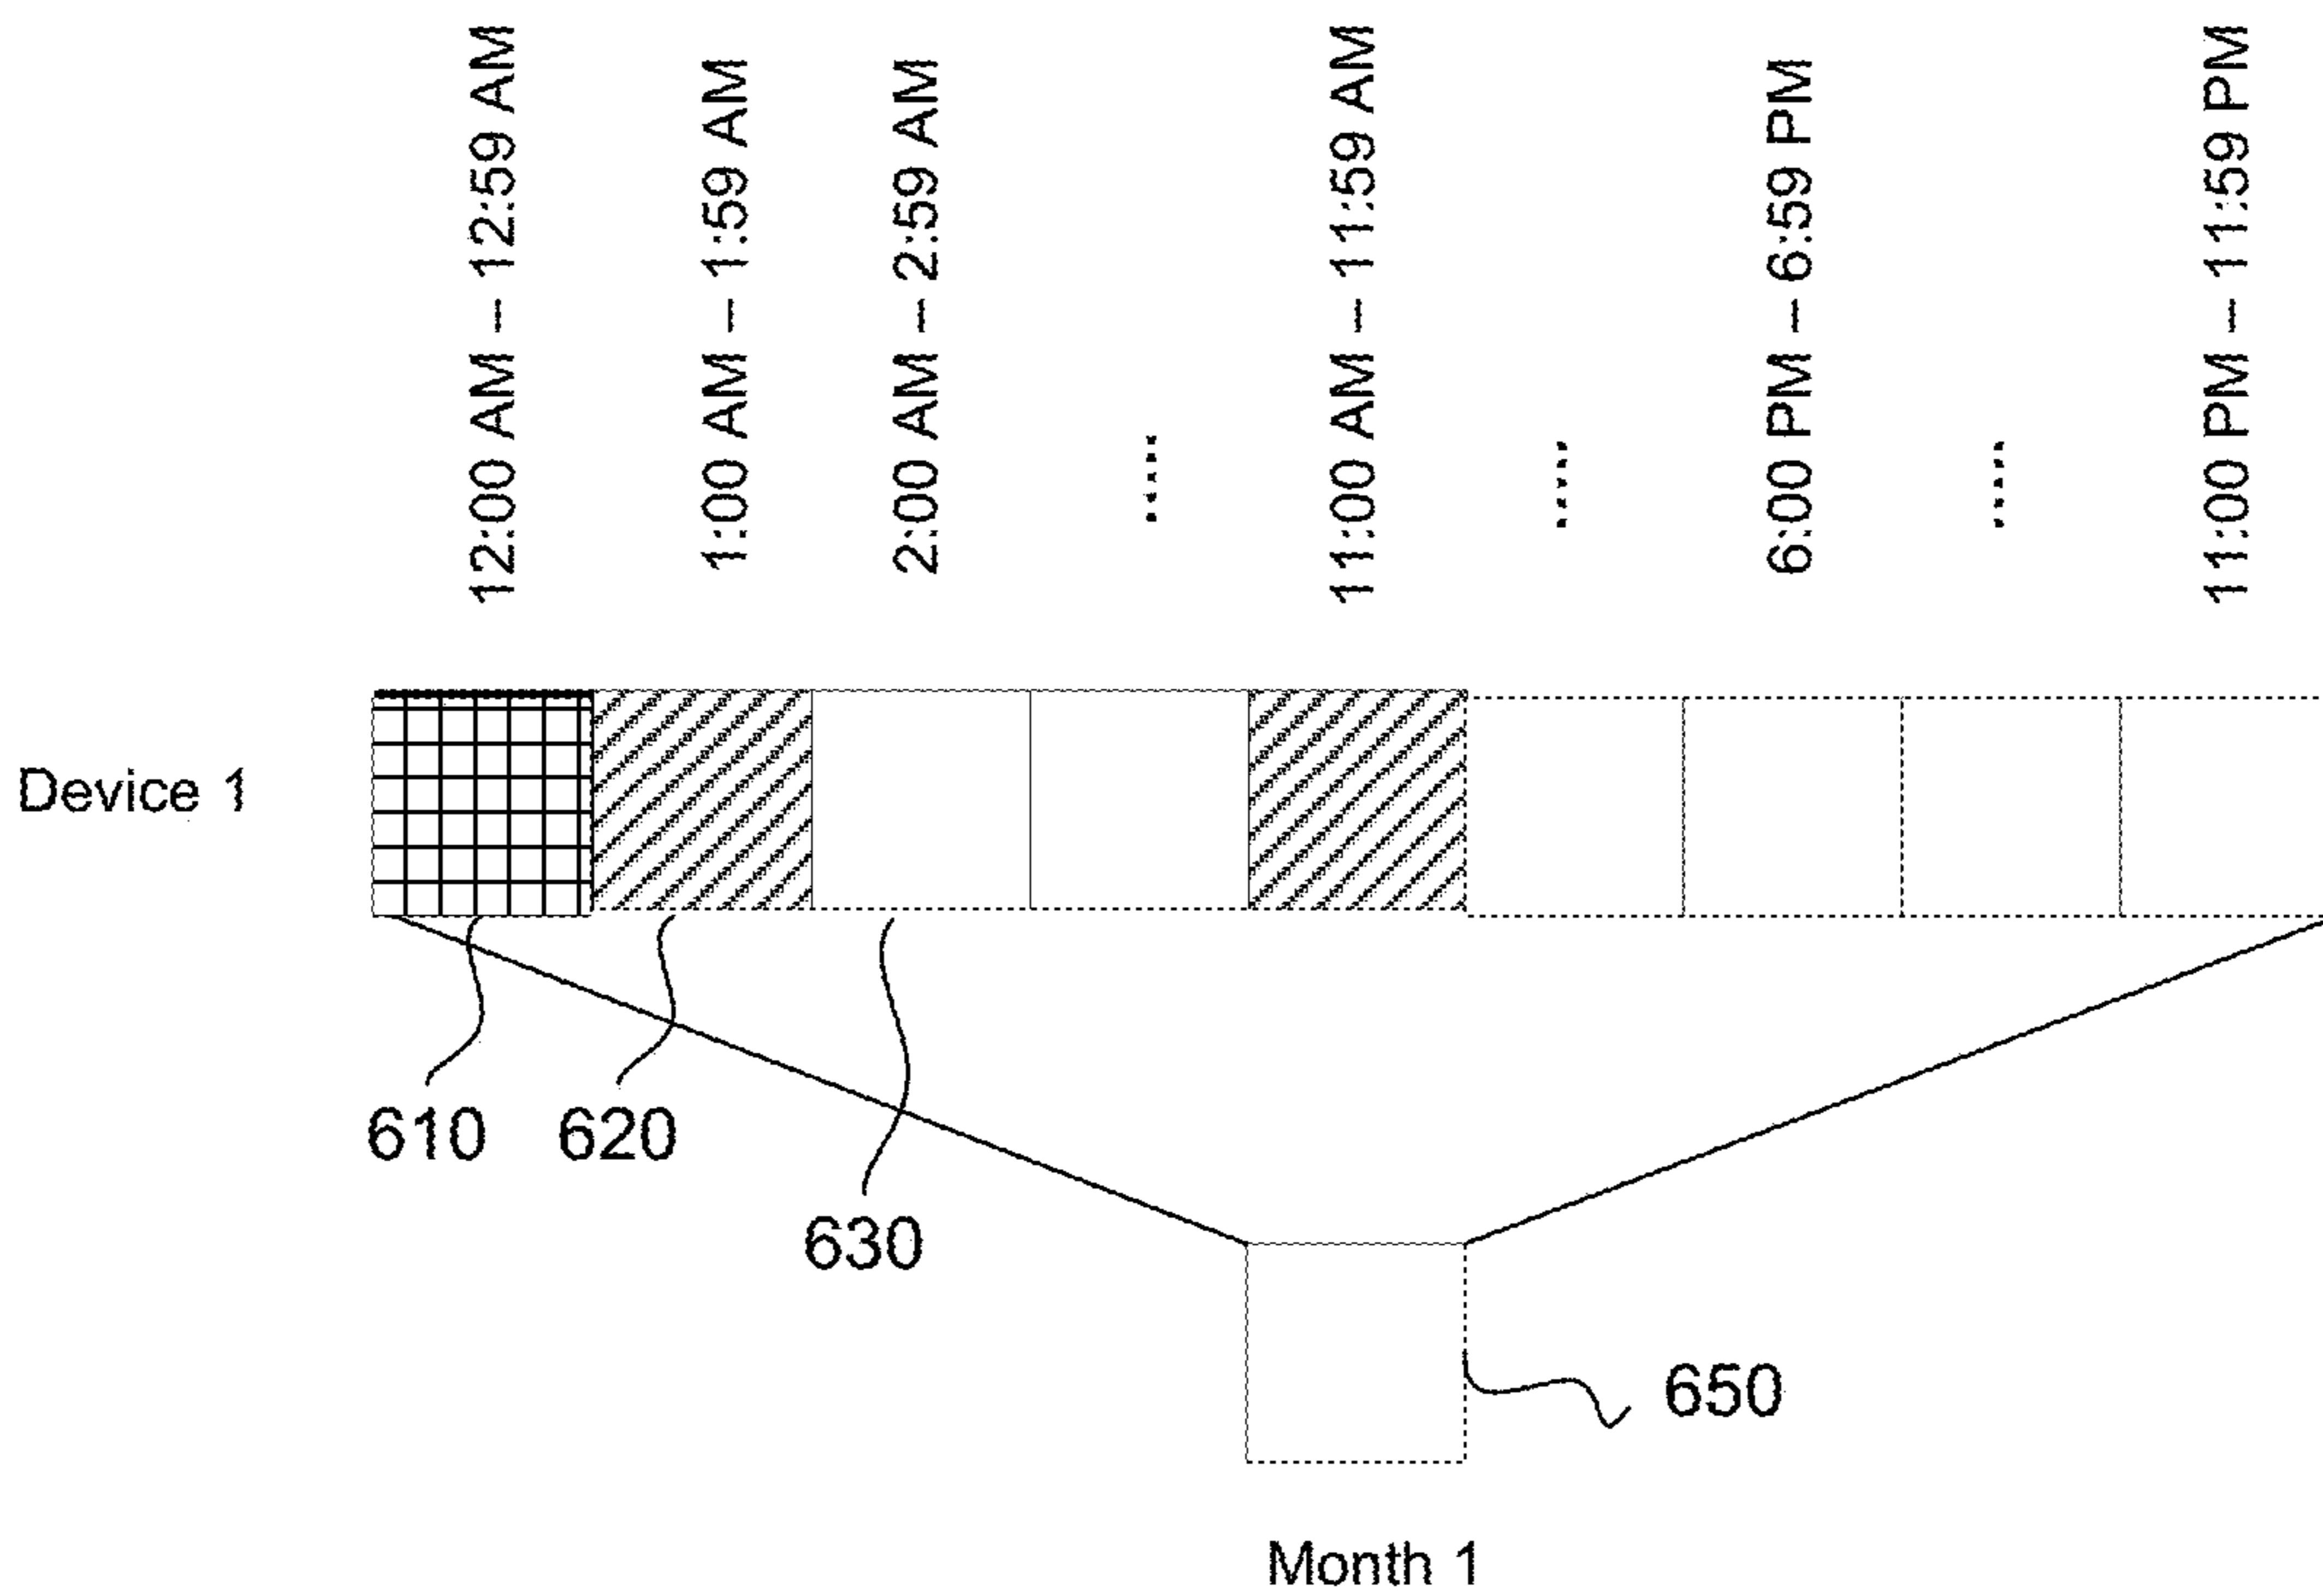 12:00 AM – 12:59 AM
1:00 AM – 1:59 AM
2:00 AM – 2:59 AM
.....
11:00 AM – 11:59 AM
.....
6:00 PM – 6:59 PM
.....
11:00 PM – 11:59 PM
Device 1
610
620
630
650
Month 1